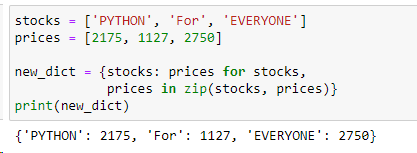 stocks = ['PYTHON', 'For', 'EVERYONE']
prices = [2175, 1127, 2750]
new_dict = {stocks: prices for stocks,
prices in zip(stocks, prices)}
print(new_dict)
{'PYTHON': 2175, 'For': 1127, 'EVERYONE': 2750}